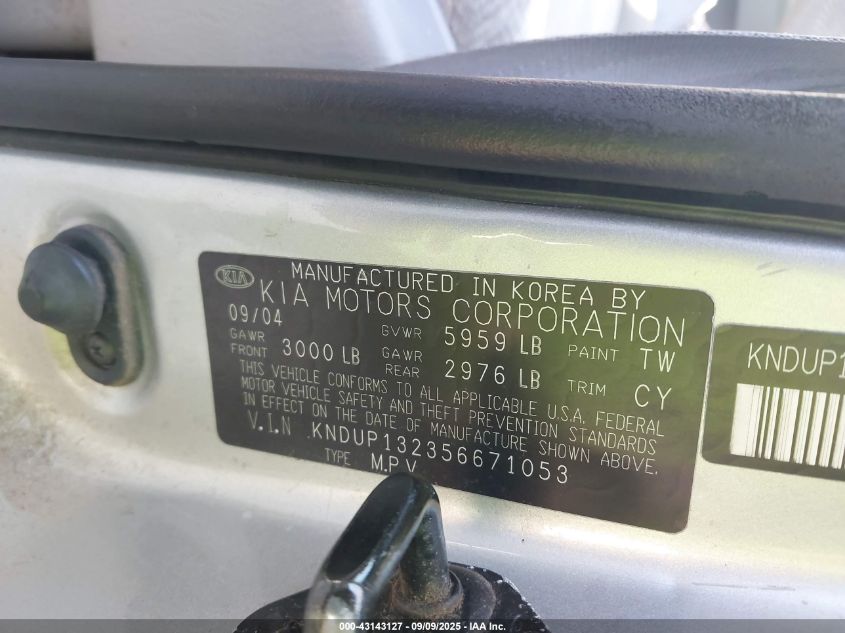 KIA
MANUFACTURED IN KOREA BY
KIA MOTORS CORPORATION
09/04 GVWR 5959 LB PAINT TW
GAWR FRONT 3000 LB GAWR REAR 2976 LB TRIM CY
THIS VEHICLE CONFORMS TO ALL APPLICABLE U.S.A. FEDERAL
MOTOR VEHICLE SAFETY AND THEFT PREVENTION STANDARDS
IN EFFECT ON THE DATE OF MANUFACTURE SHOWN ABOVE.
V.I.N KNDUP132356671053
TYPE M.P.V
KNDUP1
000-43143127 - 09/09/2025 - IAA Inc.